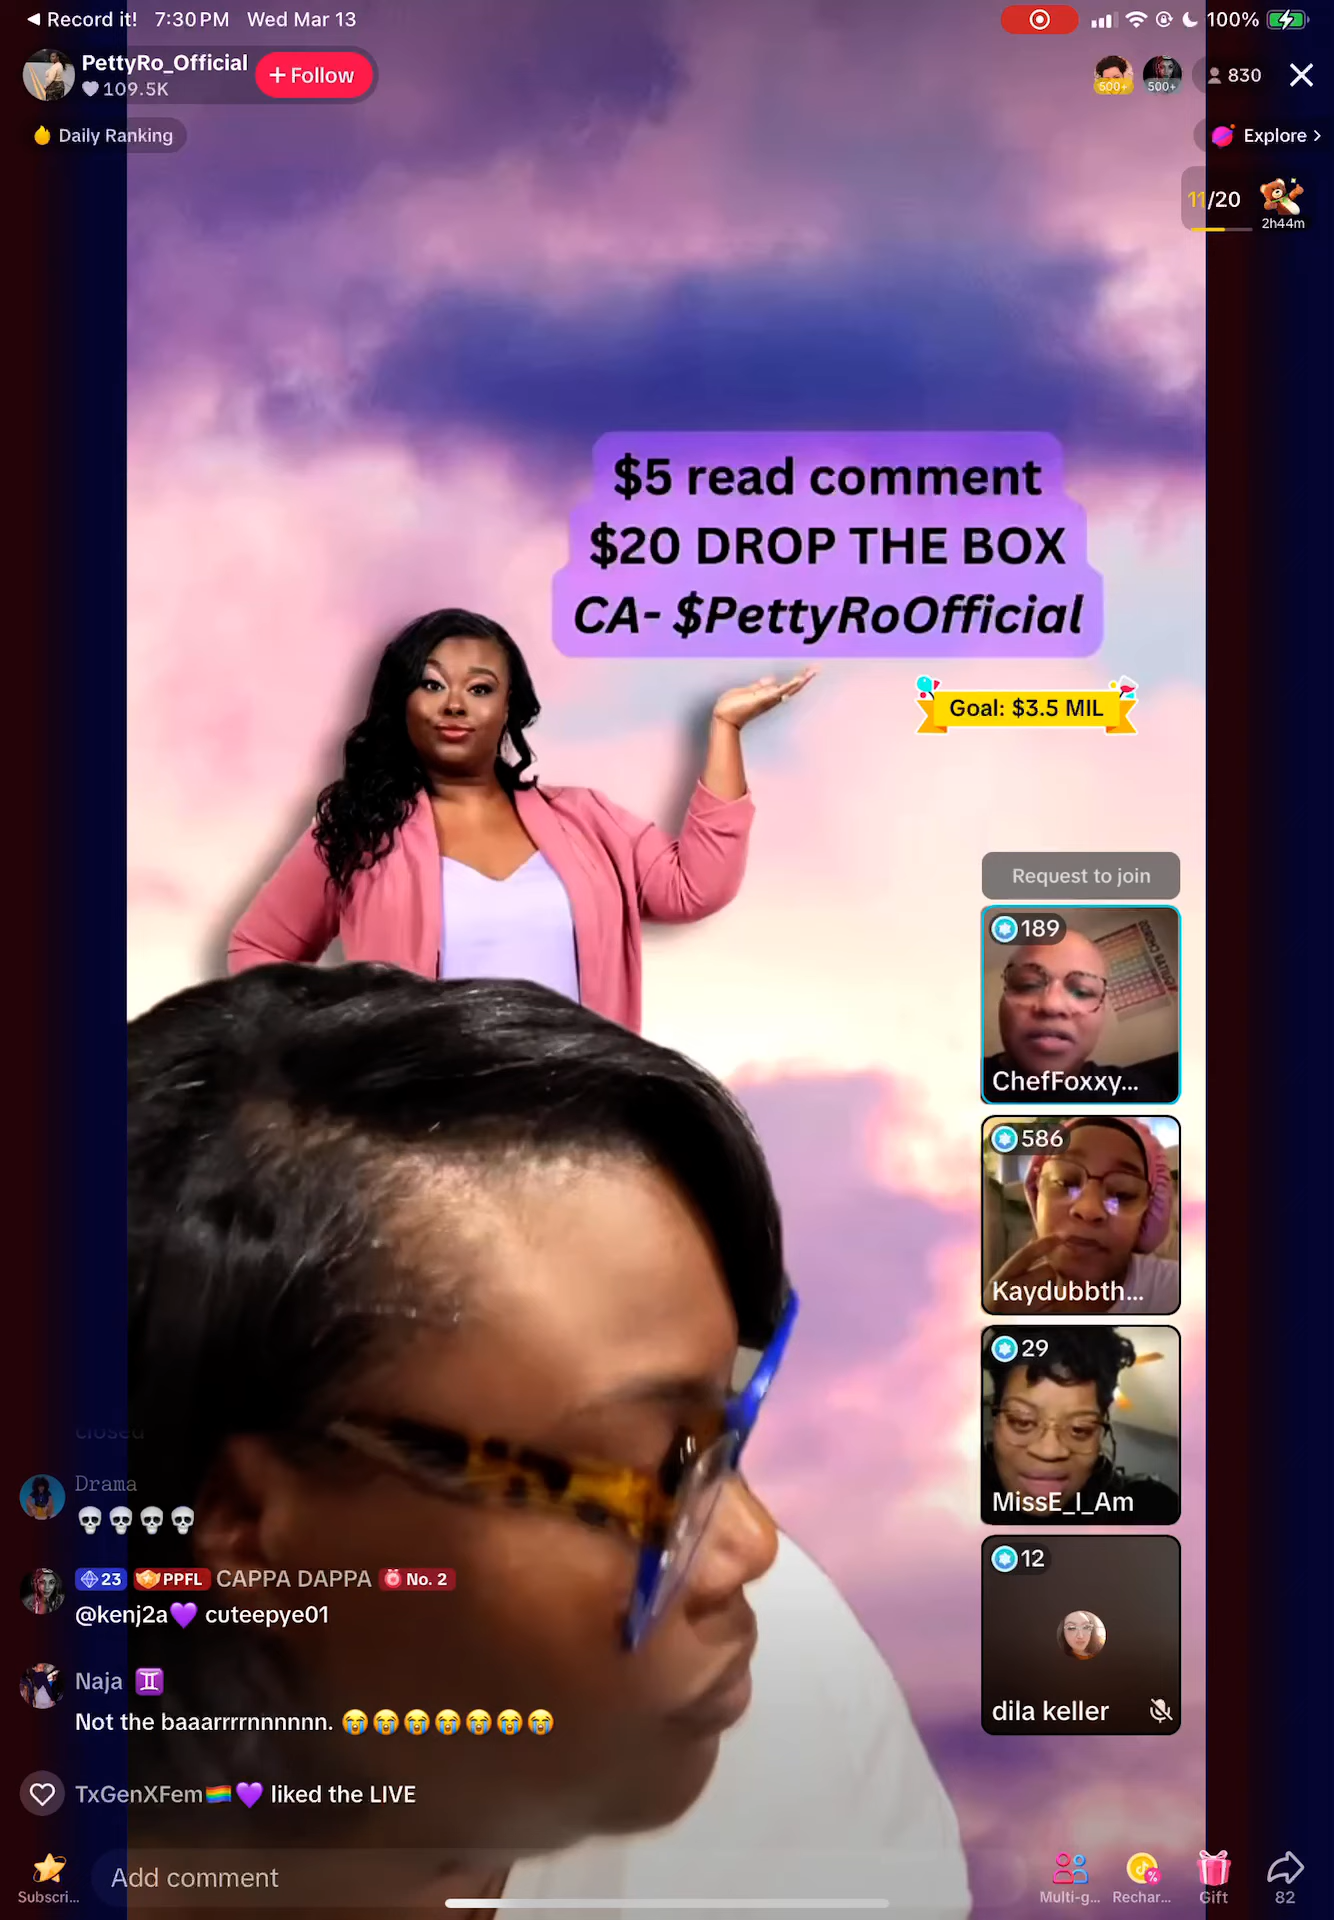 Record it! 7:30 PM Wed Mar 13
100%
PettyRo_Official
109.5K
+ Follow
500+
500+
830
Daily Ranking
Explore >
11/20
2h44m
$5 read comment
$20 DROP THE BOX
CA- $PettyRoOfficial
Goal: $3.5 MIL
Request to join
189
ChefFoxxy...
586
Kaydubbth...
29
MissE_I_Am
12
dila keller
closed
Drama
💀💀💀💀
23 PPFL CAPPA DAPPA No. 2
@kenj2a💜 cuteepye01
Naja ♊
Not the baaarrrrnnnnnn. 😭😭😭😭😭😭😭
TxGenXFem🏳️‍🌈💜 liked the LIVE
Subscri...
Add comment
Multi-g...
Rechar...
Gift
82